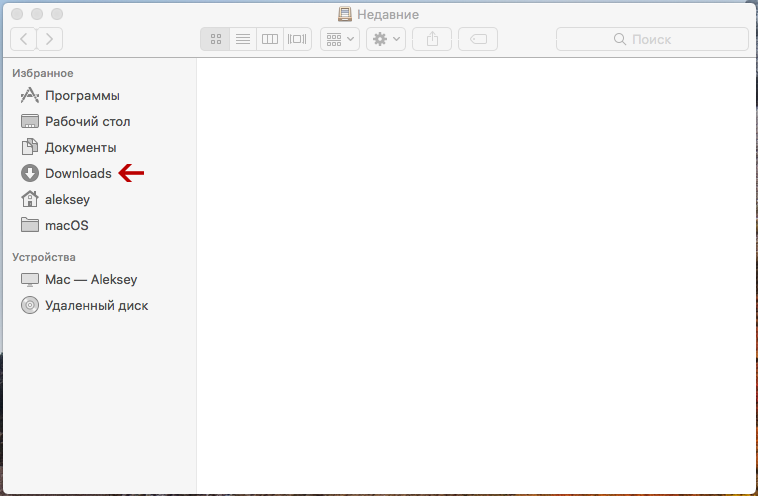 Недавние
Поиск
Избранное
Программы
Рабочий стол
Документы
Downloads
aleksey
macOS
Устройства
Mac — Aleksey
Удаленный диск